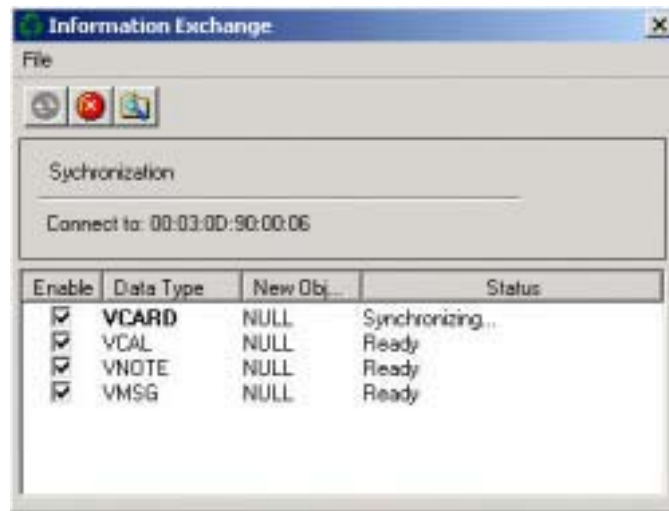 Information Exchange
File
Sychronization
Connect to: 00:03:0D:90:00:06
Enable Data Type New Obj... Status
VCARD NULL Synchronizing...
VCAL NULL Ready
VNOTE NULL Ready
VMSG NULL Ready